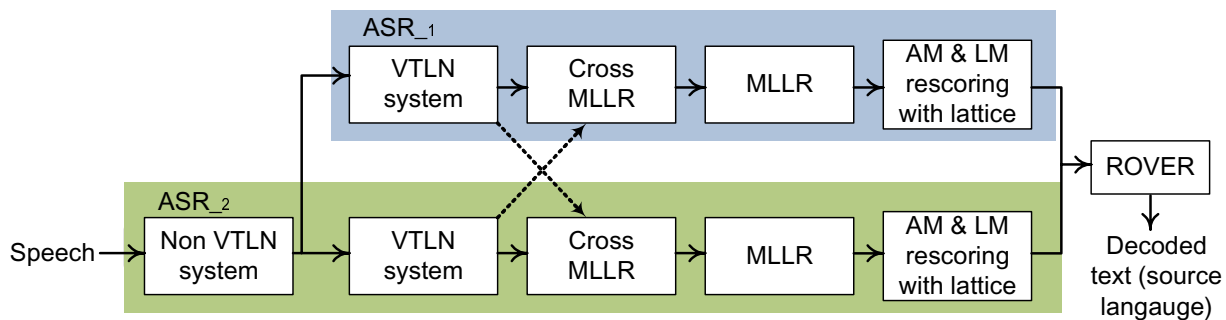 ASR_1
VTLN
system
Cross
MLLR
MLLR
AM & LM
rescoring
with lattice
ROVER
ASR_2
Speech
Non VTLN
system
VTLN
system
Cross
MLLR
MLLR
AM & LM
rescoring
with lattice
Decoded
text (source
langauge)